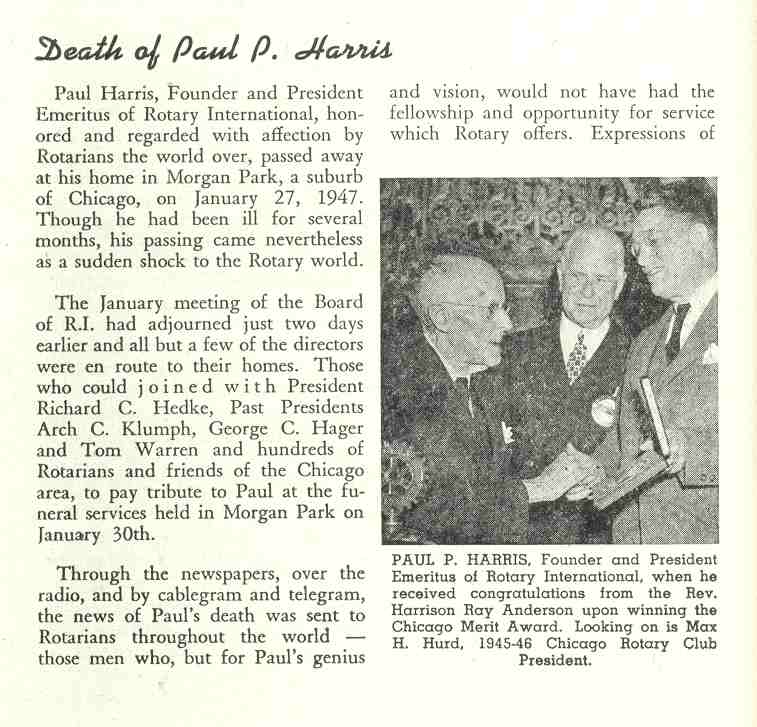 Death of Paul P. Harris
Paul Harris, Founder and President
Emeritus of Rotary International, hon-
ored and regarded with affection by
Rotarians the world over, passed away
at his home in Morgan Park, a suburb
of Chicago, on January 27, 1947.
Though he had been ill for several
months, his passing came nevertheless
as a sudden shock to the Rotary world.
The January meeting of the Board
of R.I. had adjourned just two days
earlier and all but a few of the directors
were en route to their homes. Those
who could joined with President
Richard C. Hedke, Past Presidents
Arch C. Klumph, George C. Hager
and Tom Warren and hundreds of
Rotarians and friends of the Chicago
area, to pay tribute to Paul at the fu-
neral services held in Morgan Park on
January 30th.
Through the newspapers, over the
radio, and by cablegram and telegram,
the news of Paul's death was sent to
Rotarians throughout the world —
those men who, but for Paul's genius
and vision, would not have had the
fellowship and opportunity for service
which Rotary offers. Expressions of
PAUL P. HARRIS, Founder and President
Emeritus of Rotary International, when he
received congratulations from the Rev.
Harrison Ray Anderson upon winning the
Chicago Merit Award. Looking on is Max
H. Hurd, 1945-46 Chicago Rotary Club
President.